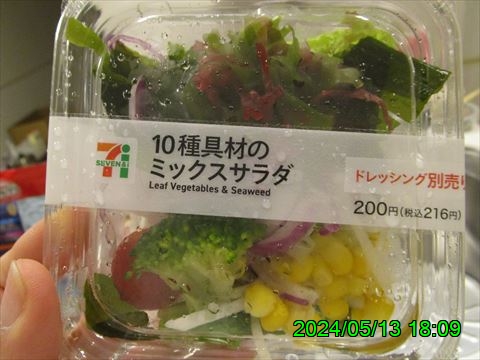 10種具材の
ミックスサラダ
Leaf Vegetables & Seaweed
SEVEN&i
ドレッシング別売り
200円(税込216円)
2024/05/13 18:09